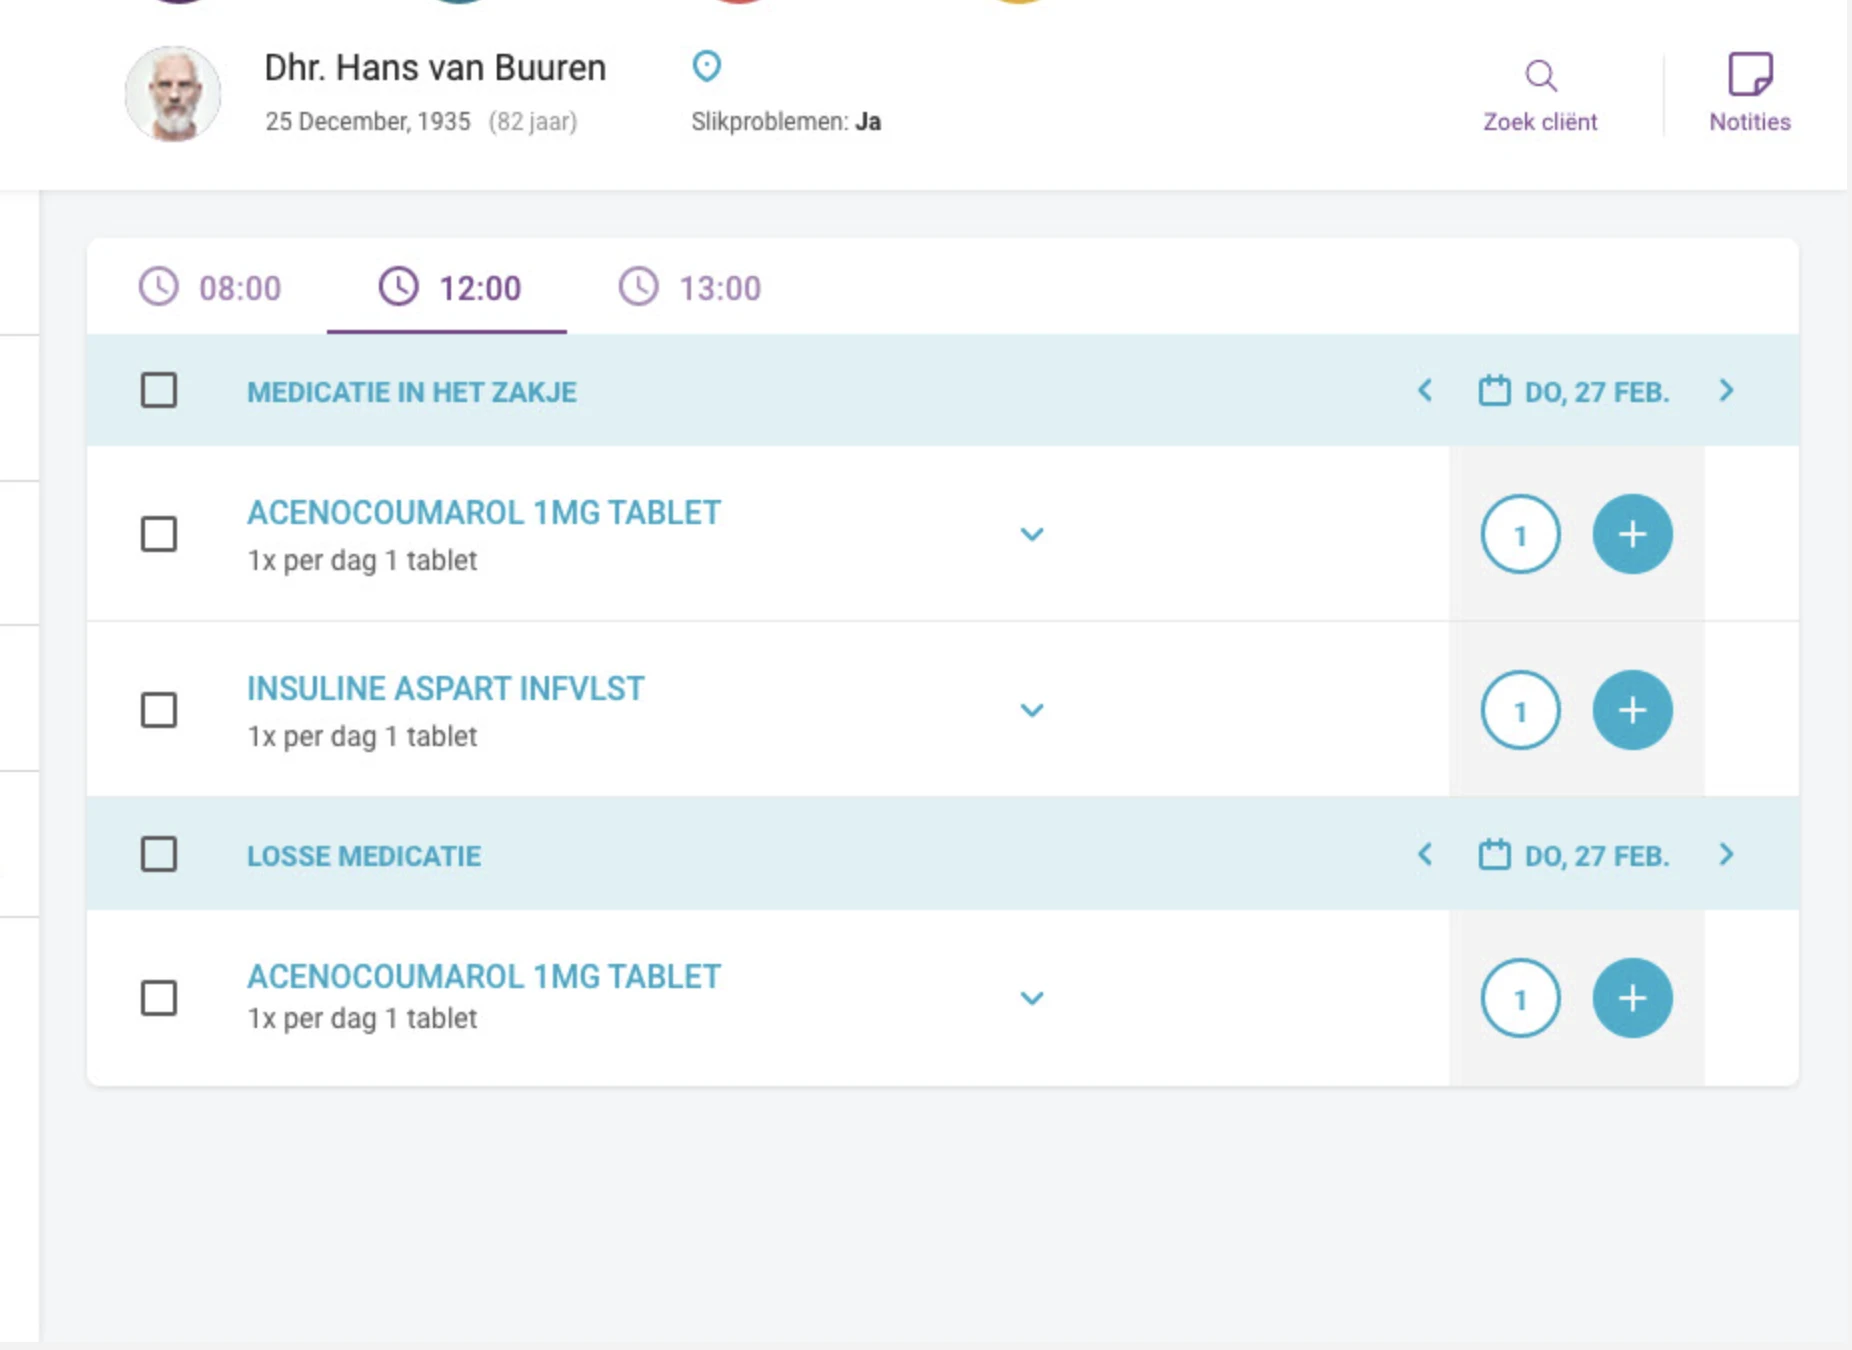 Dhr. Hans van Buuren
25 December, 1935 (82 jaar)
Slikproblemen: Ja
Zoek cliënt
Notities
08:00
12:00
13:00
MEDICATIE IN HET ZAKJE
DO, 27 FEB.
ACENOCOUMAROL 1MG TABLET
1x per dag 1 tablet
1
INSULINE ASPART INFVLST
1x per dag 1 tablet
1
LOSSE MEDICATIE
DO, 27 FEB.
ACENOCOUMAROL 1MG TABLET
1x per dag 1 tablet
1